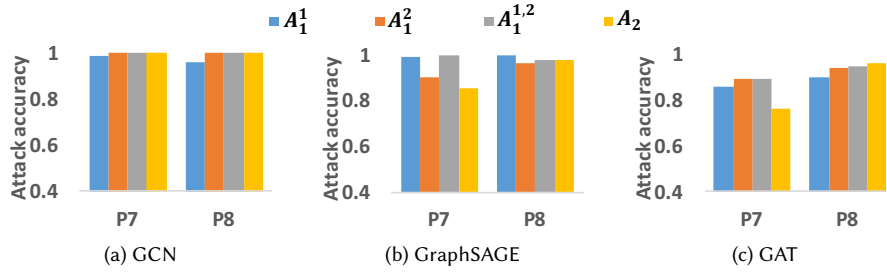 A₁¹ A₁² A₁¹,² A₂
Attack accuracy 1 0.8 0.6 0.4 P7 P8
Attack accuracy 1 0.8 0.6 0.4 P7 P8
Attack accuracy 1 0.8 0.6 0.4 P7 P8
(a) GCN (b) GraphSAGE (c) GAT